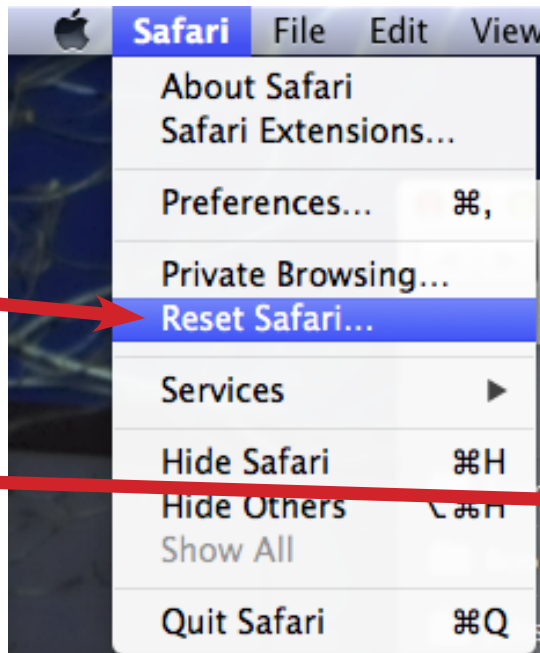 Safari File Edit View
About Safari
Safari Extensions...
Preferences... ⌘,
Private Browsing...
Reset Safari...
Services ▶
Hide Safari ⌘H
Hide Others ⌥⌘H
Show All
Quit Safari ⌘Q